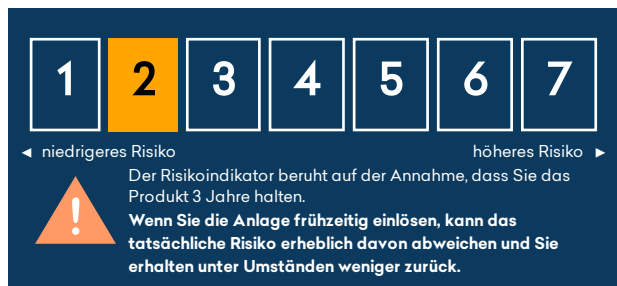 1 2 3 4 5 6 7
◄ niedrigeres Risiko höheres Risiko ►
Der Risikoindikator beruht auf der Annahme, dass Sie das
Produkt 3 Jahre halten.
!
Wenn Sie die Anlage frühzeitig einlösen, kann das
tatsächliche Risiko erheblich davon abweichen und Sie
erhalten unter Umständen weniger zurück.